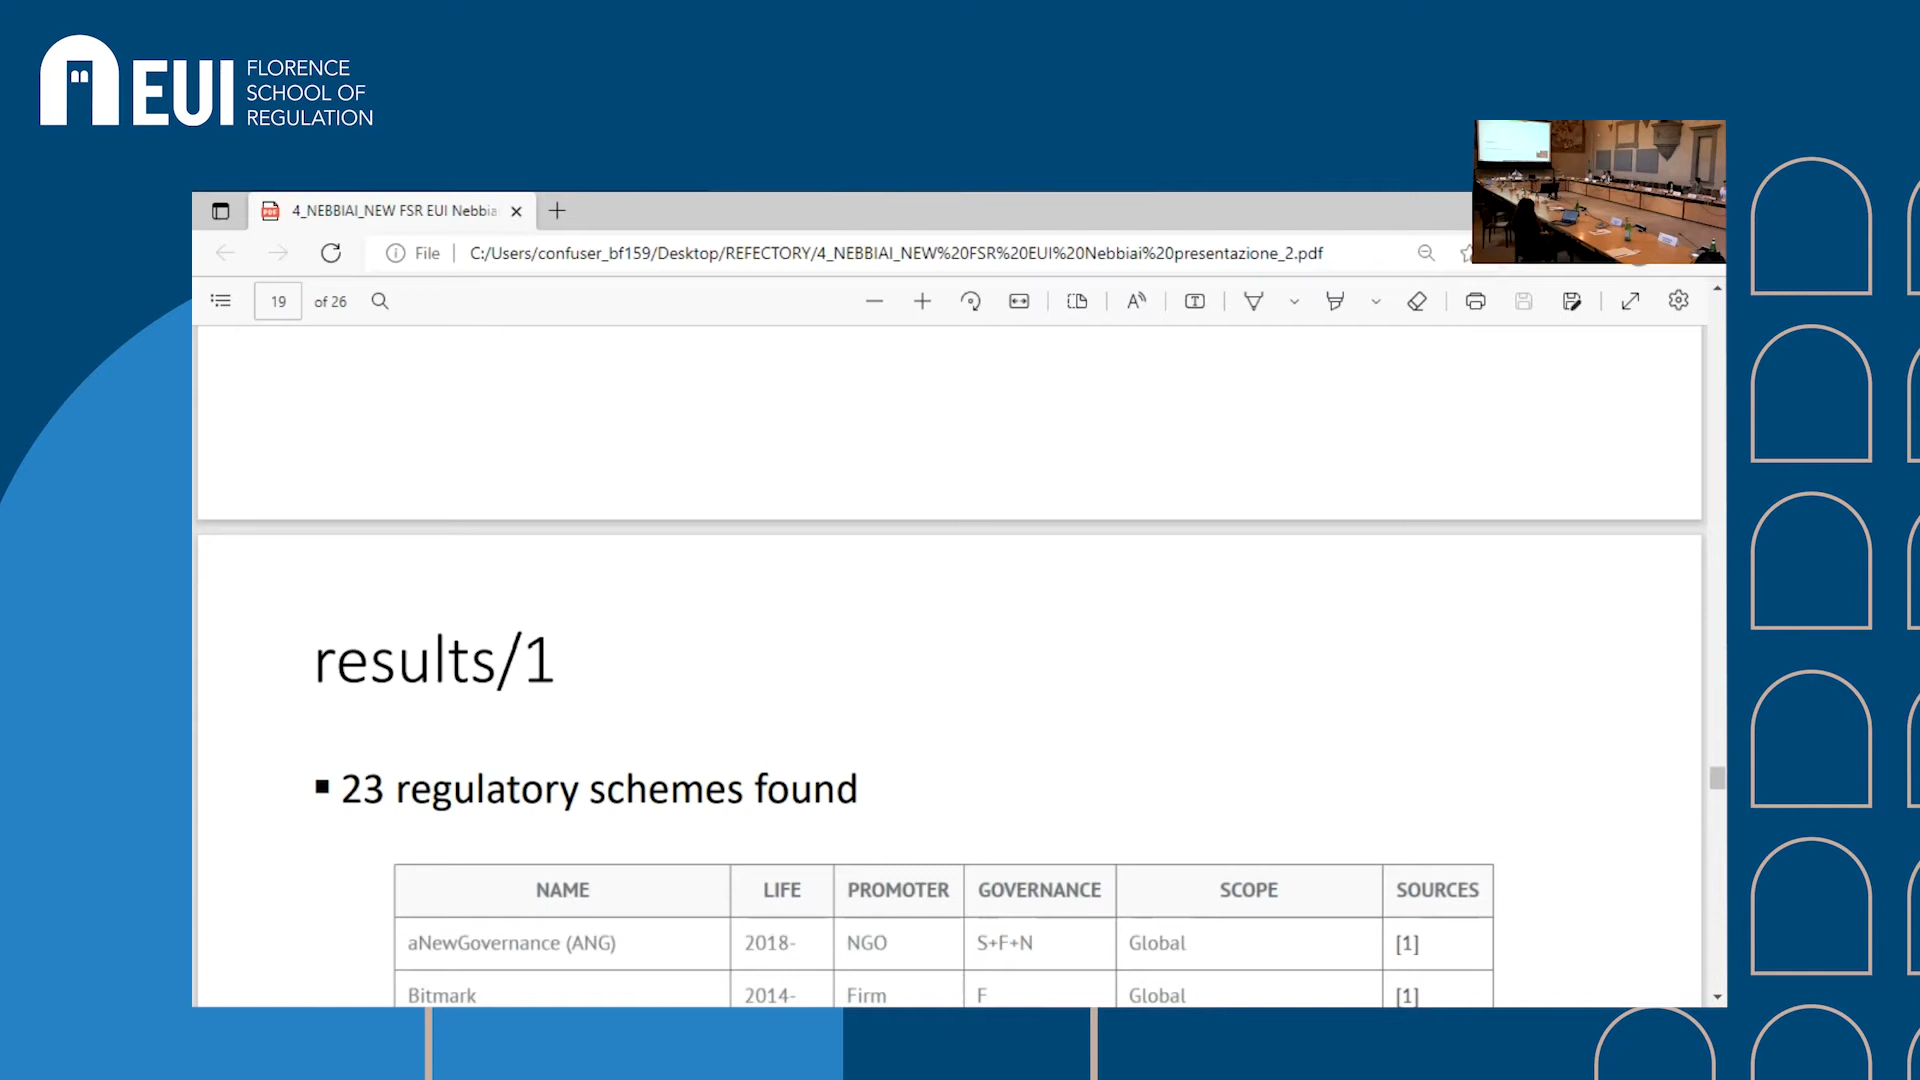 EUI
FLORENCE
SCHOOL OF
REGULATION
4_NEBBIAI_NEW FSR EUI Nebbia
File
C:/Users/confuser_bf159/Desktop/REFECTORY/4_NEBBIAI_NEW%20FSR%20EUI%20Nebbiai%20presentazione_2.pdf
19 of 26
results/1
▪ 23 regulatory schemes found
NAME LIFE PROMOTER GOVERNANCE SCOPE SOURCES
aNewGovernance (ANG) 2018- NGO S+F+N Global [1]
Bitmark 2014- Firm F Global [1]